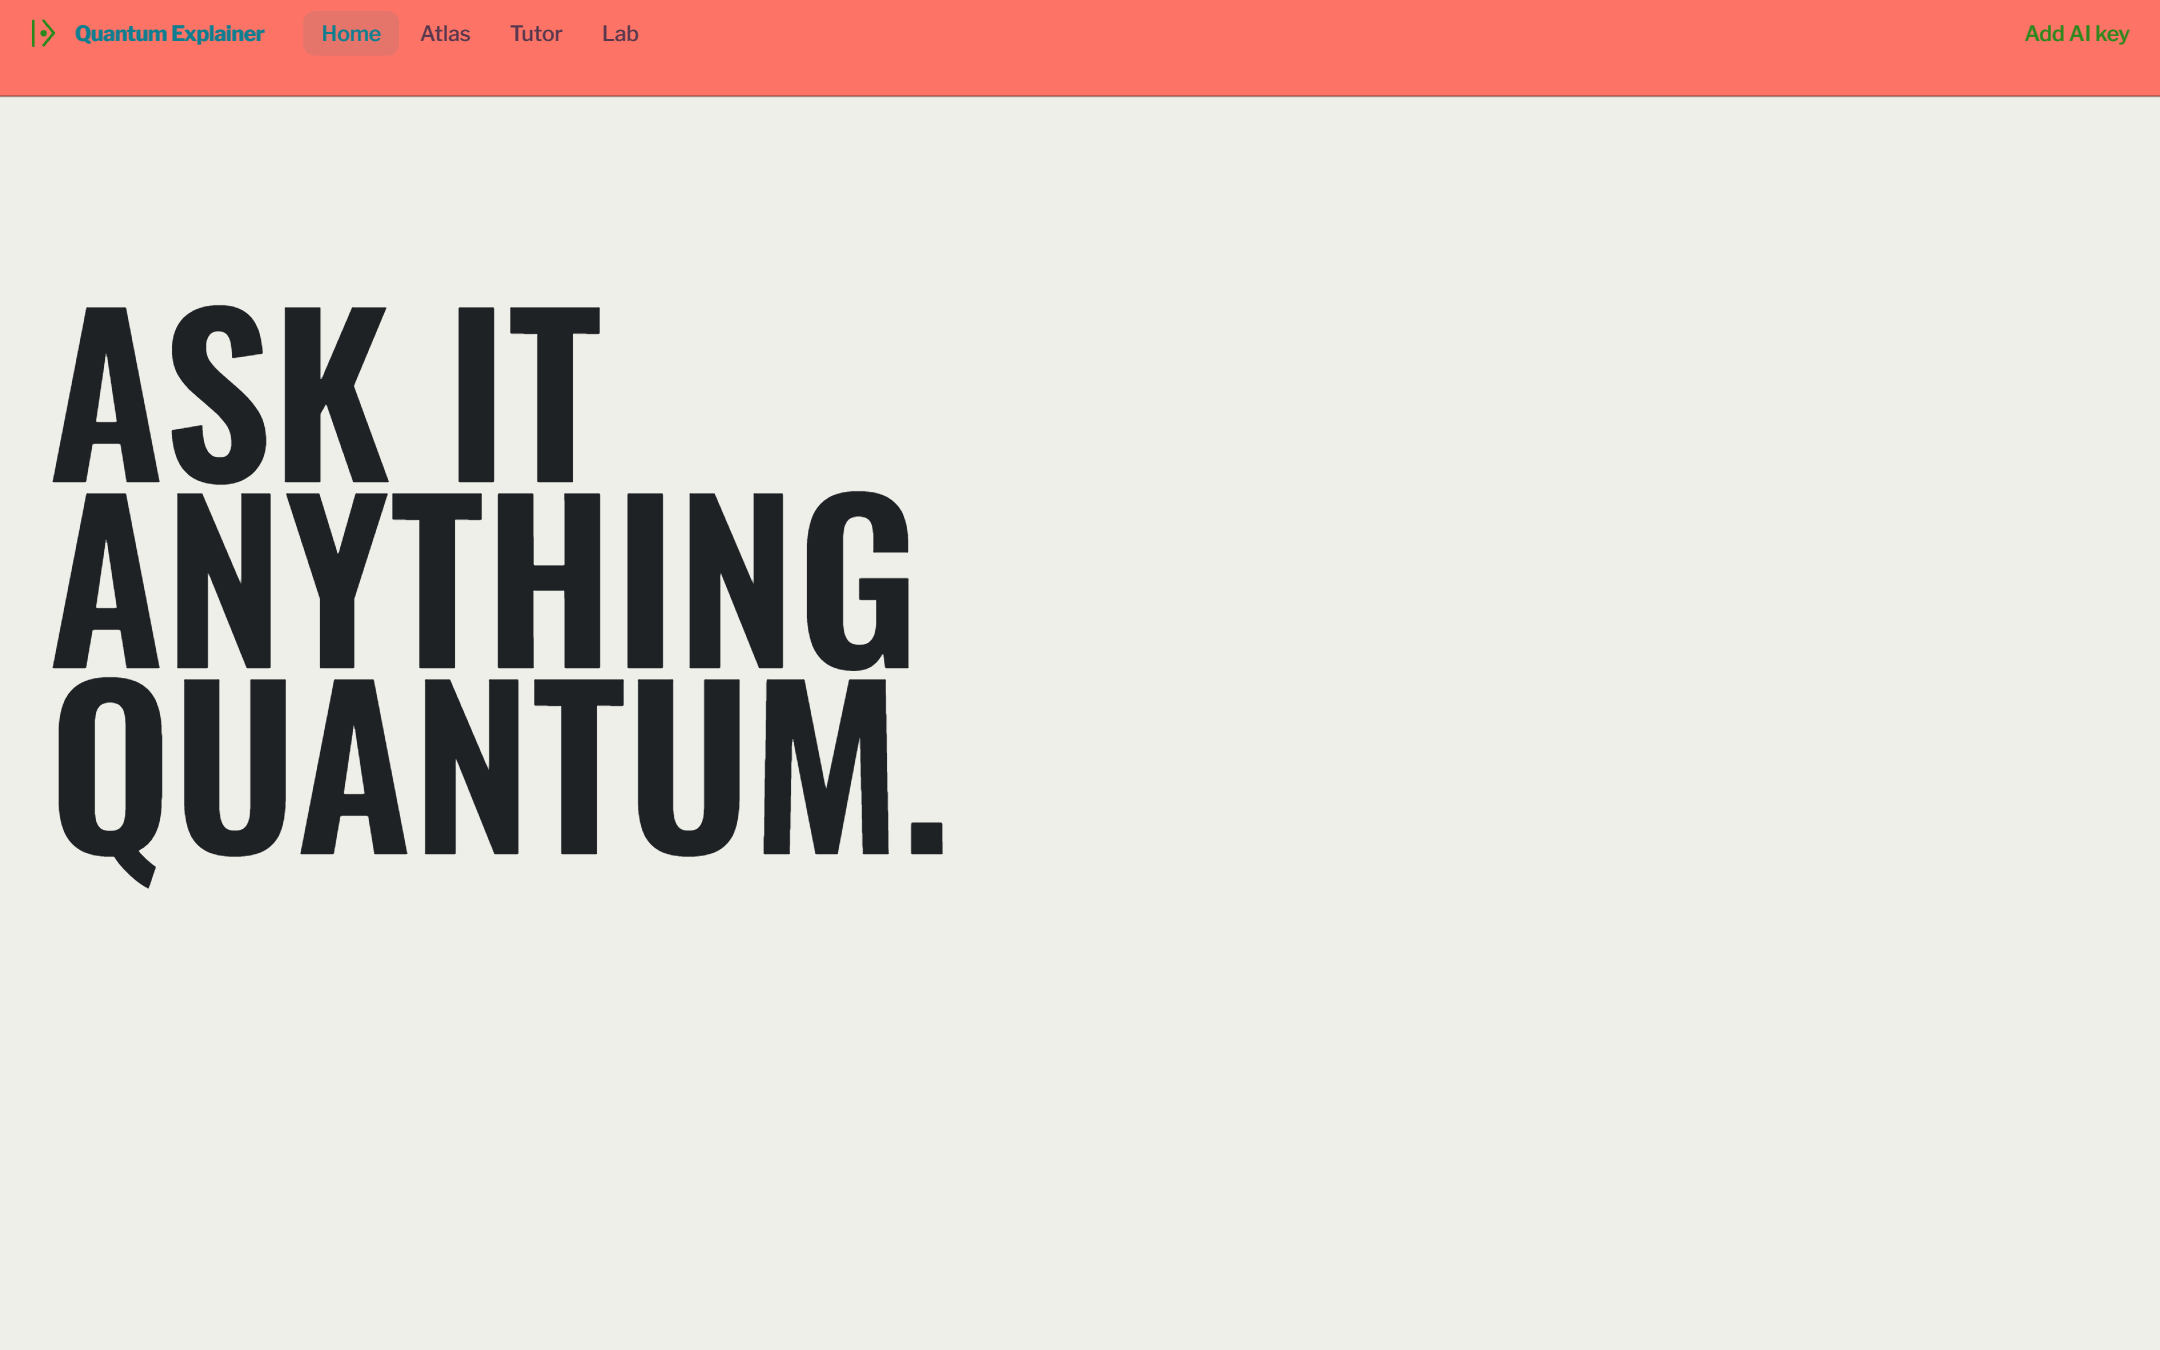 Quantum Explainer Home Atlas Tutor Lab Add AI key
ASK IT
ANYTHING
QUANTUM.